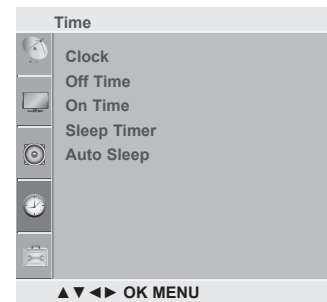 Time
Clock
Off Time
On Time
Sleep Timer
Auto Sleep
▲▼◄► OK MENU